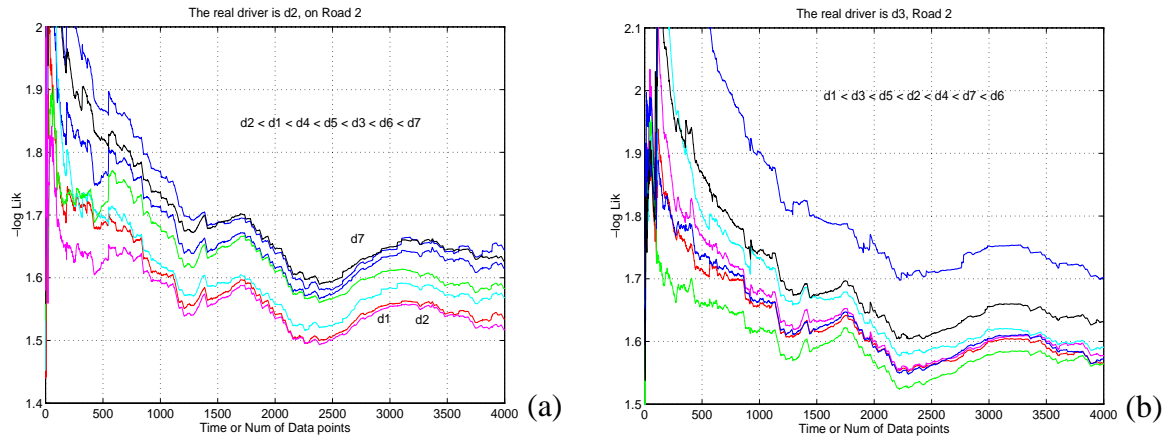 The real driver is d2, on Road 2
2
1.9
1.8
1.7
1.6
1.5
1.4
−log Lik
d2 < d1 < d4 < d5 < d3 < d6 < d7
d7
d1
d2
0
500
1000
1500
2000
2500
3000
3500
4000
Time or Num of Data points
(a)
The real driver is d3, Road 2
2.1
2
1.9
1.8
1.7
1.6
1.5
−log Lik
d1 < d3 < d5 < d2 < d4 < d7 < d6
0
500
1000
1500
2000
2500
3000
3500
4000
Time or Num of Data points
(b)